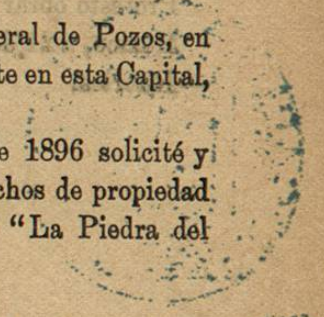 eral de Pozos, en
te en esta Capital,
e 1896 solicité y
chos de propiedad
“La Piedra del